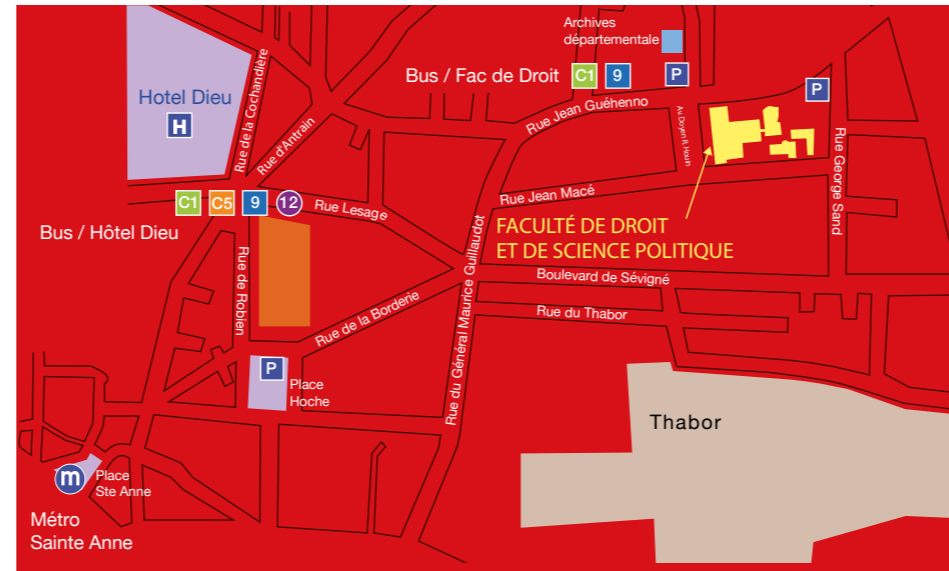 Archives
départementale
Bus / Fac de Droit C1 9 P
P
Hotel Dieu
H
Rue de la Cochardière
Rue d'Antrain
Rue Jean Guéhenno
Av. Doyen R. Houin
Rue George Sand
C1 C5 9 12
Bus / Hôtel Dieu
Rue Lesage
Rue Jean Macé
FACULTÉ DE DROIT
ET DE SCIENCE POLITIQUE
Rue de Robien
Rue du Général Maurice Guillaudot
Boulevard de Sévigné
Rue du Thabor
Rue de la Borderie
P
Place
Hoche
Thabor
m
Place
Ste Anne
Métro
Sainte Anne